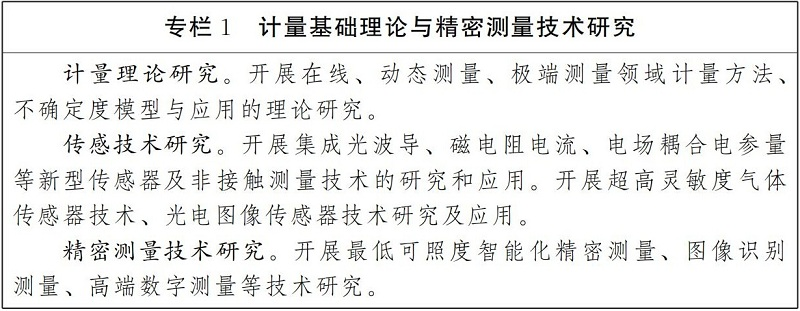 专栏 1　计量基础理论与精密测量技术研究
计量理论研究。开展在线、动态测量、极端测量领域计量方法、
不确定度模型与应用的理论研究。
传感技术研究。开展集成光波导、磁电阻电流、电场耦合电参量
等新型传感器及非接触测量技术的研究和应用。开展超高灵敏度气体
传感器技术、光电图像传感器技术研究及应用。
精密测量技术研究。开展最低可照度智能化精密测量、图像识别
测量、高端数字测量等技术研究。